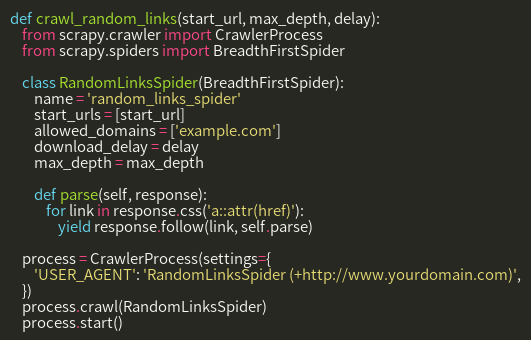 def crawl_random_links(start_url, max_depth, delay):
    from scrapy.crawler import CrawlerProcess
    from scrapy.spiders import BreadthFirstSpider

    class RandomLinksSpider(BreadthFirstSpider):
        name = 'random_links_spider'
        start_urls = [start_url]
        allowed_domains = ['example.com']
        download_delay = delay
        max_depth = max_depth

        def parse(self, response):
            for link in response.css('a::attr(href)'):
                yield response.follow(link, self.parse)

    process = CrawlerProcess(settings={
        'USER_AGENT': 'RandomLinksSpider (+http://www.yourdomain.com)',
    })
    process.crawl(RandomLinksSpider)
    process.start()